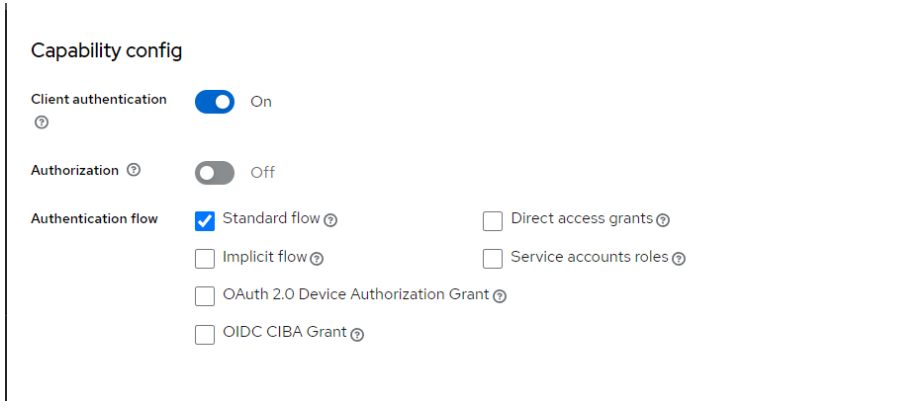 Capability config
Client authentication
On
Authorization
Off
Authentication flow
Standard flow
Direct access grants
Implicit flow
Service accounts roles
OAuth 2.0 Device Authorization Grant
OIDC CIBA Grant